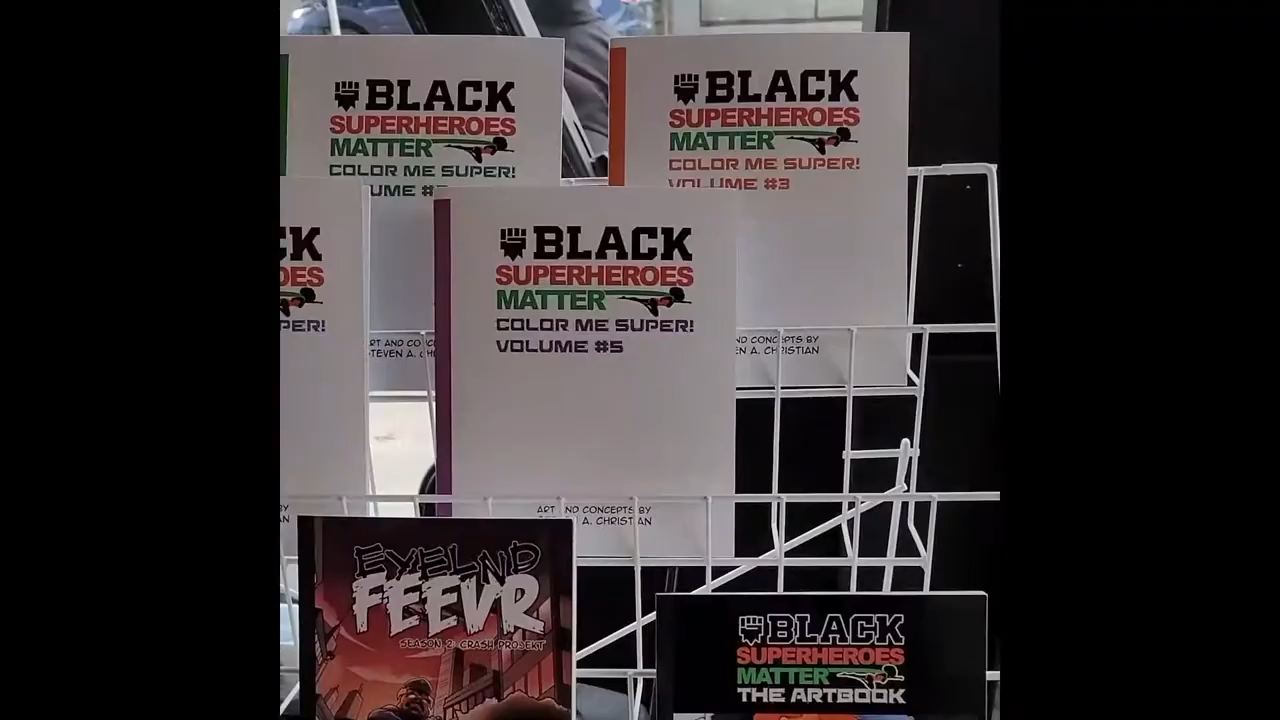 BLACK
SUPERHEROES
MATTER
COLOR ME SUPER!
BLACK
SUPERHEROES
MATTER
COLOR ME SUPER!
VOLUME #3
BLACK
SUPERHEROES
MATTER
COLOR ME SUPER!
VOLUME #5
ART AND CONCEPTS BY
A. CHRISTIAN
EYELND
FEEVR
SEASON 2: CRASH PROJEKT
BLACK
SUPERHEROES
MATTER
THE ARTBOOK